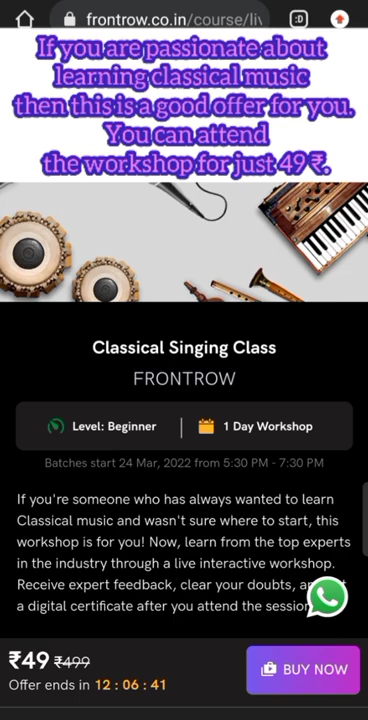 frontrow.co.in/course/liv
:D
If you are passionate about
learning classical music
then this is a good offer for you.
You can attend
the workshop for just 49 ₹.
Classical Singing Class
FRONTROW
Level: Beginner | 1 Day Workshop
Batches start 24 Mar, 2022 from 5:30 PM - 7:30 PM
If you're someone who has always wanted to learn
Classical music and wasn't sure where to start, this
workshop is for you! Now, learn from the top experts
in the industry through a live interactive workshop.
Receive expert feedback, clear your doubts,
a digital certificate after you attend the session
₹49 ₹499
BUY NOW
Offer ends in 12 : 06 : 41